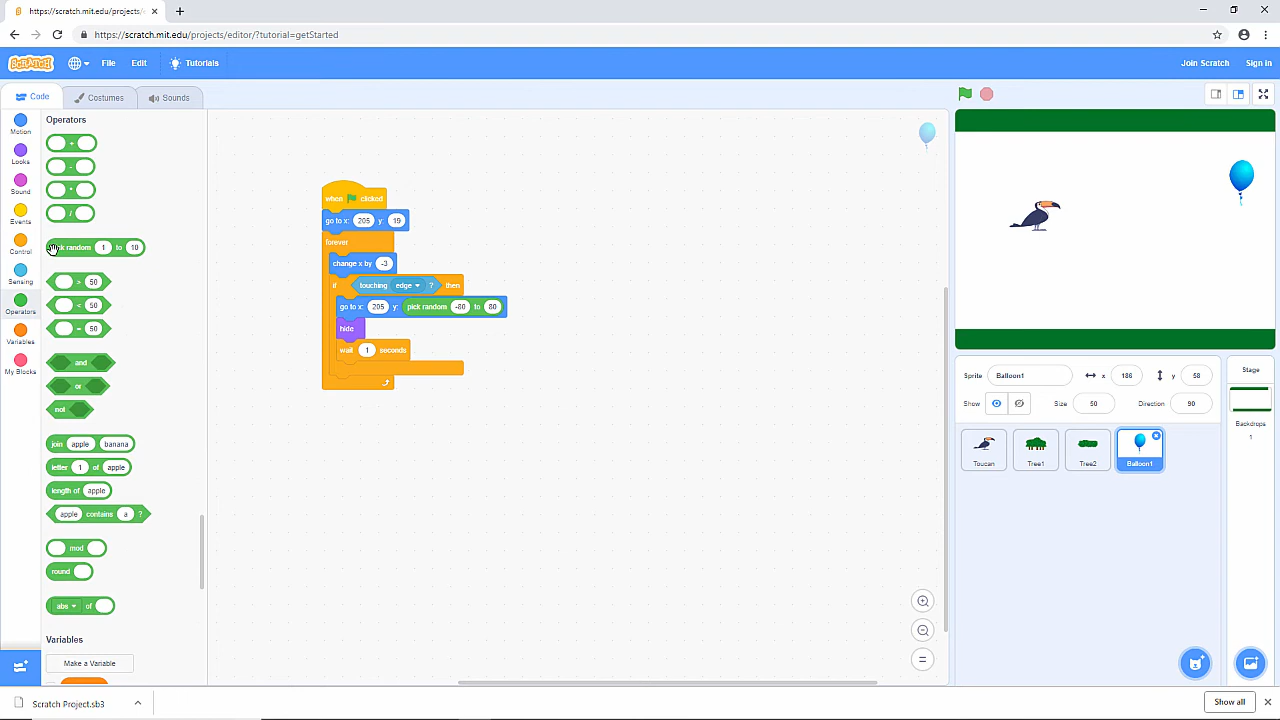 https://scratch.mit.edu/projects/
https://scratch.mit.edu/projects/editor/?tutorial=getStarted
SCRATCH File Edit Tutorials Join Scratch Sign in
Code Costumes Sounds
Motion
Looks
Sound
Events
Control
Sensing
Operators
Variables
My Blocks
Operators
+
-
*
/
pick random 1 to 10
> 50
< 50
= 50
and
or
not
join apple banana
letter 1 of apple
length of apple
apple contains a ?
mod
round
abs of
Variables
Make a Variable
when clicked
go to x: 205 y: 19
forever
change x by -3
if touching edge ? then
go to x: 205 y: pick random -80 to 80
hide
wait 1 seconds
Sprite Balloon1 x 186 y 58
Show Size 50 Direction 90
Toucan
Tree1
Tree2
Balloon1
Stage
Backdrops
1
Scratch Project.sb3
Show all